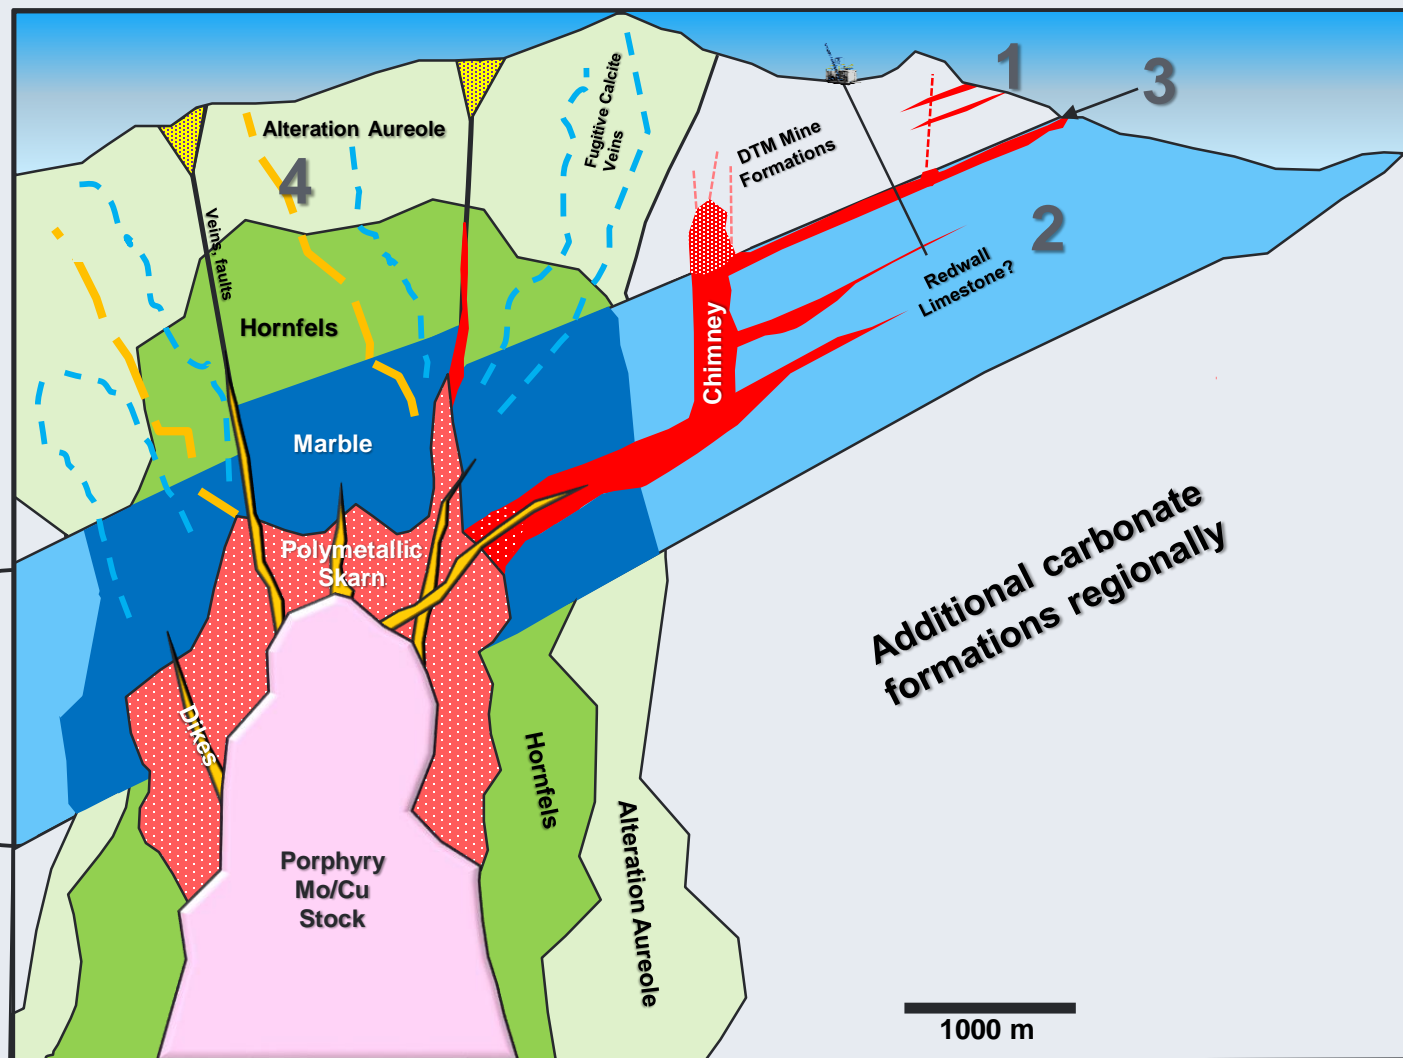 1
3
Alteration Aureole
Fugitive Calcite
Veins
DTM Mine
Formations
4
2
Veins, faults
Redwall
Limestone?
Hornfels
Chimney
Marble
Polymetallic
Skarn
Additional carbonate
formations regionally
Dikes
Hornfels
Alteration Aureole
Porphyry
Mo/Cu
Stock
1000 m